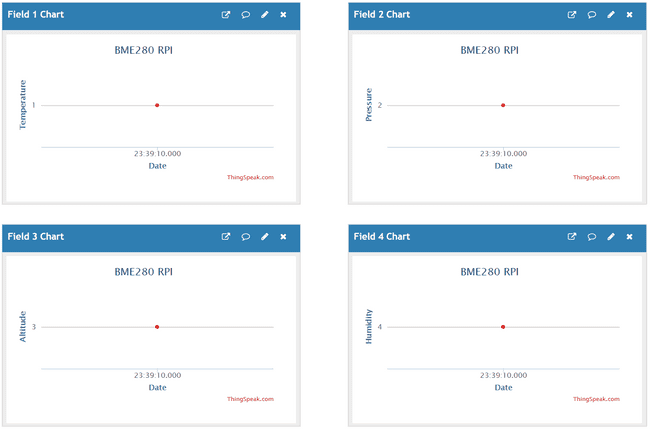 Field 1 Chart
BME280 RPI
Temperature
1
23:39:10.000
Date
ThingSpeak.com
Field 2 Chart
BME280 RPI
Pressure
2
23:39:10.000
Date
ThingSpeak.com
Field 3 Chart
BME280 RPI
Altitude
3
23:39:10.000
Date
ThingSpeak.com
Field 4 Chart
BME280 RPI
Humidity
4
23:39:10.000
Date
ThingSpeak.com